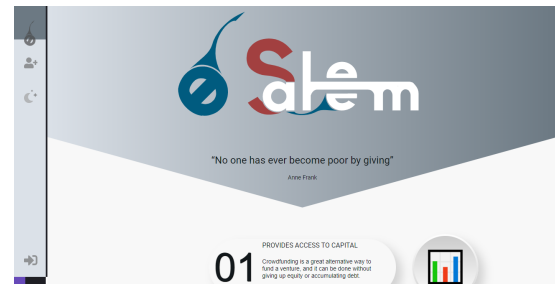 Salem
“No one has ever become poor by giving”
Anne Frank
PROVIDES ACCESS TO CAPITAL
01
Crowdfunding is a great alternative way to
fund a venture, and it can be done without
giving up equity or accumulating debt.